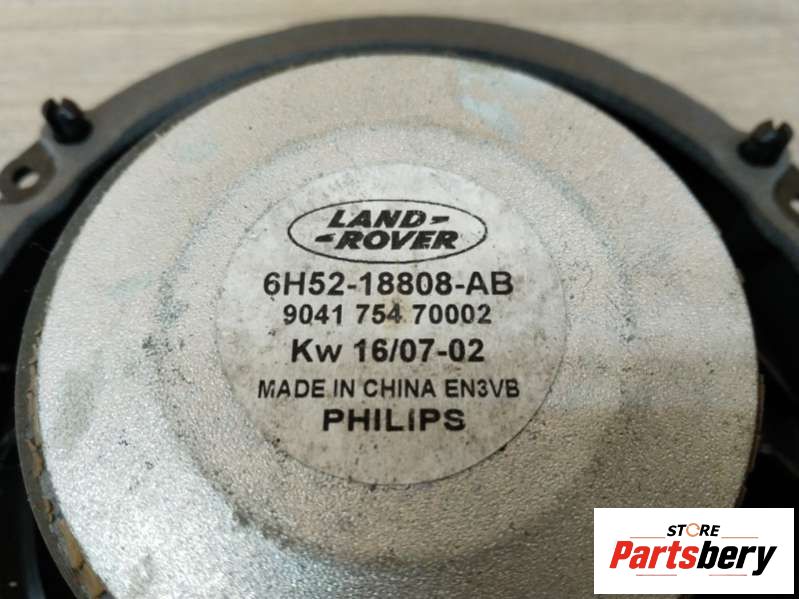 LAND-
-ROVER
6H52-18808-AB
9041 754 70002
Kw 16/07-02
MADE IN CHINA EN3VB
PHILIPS
STORE
Partsbery